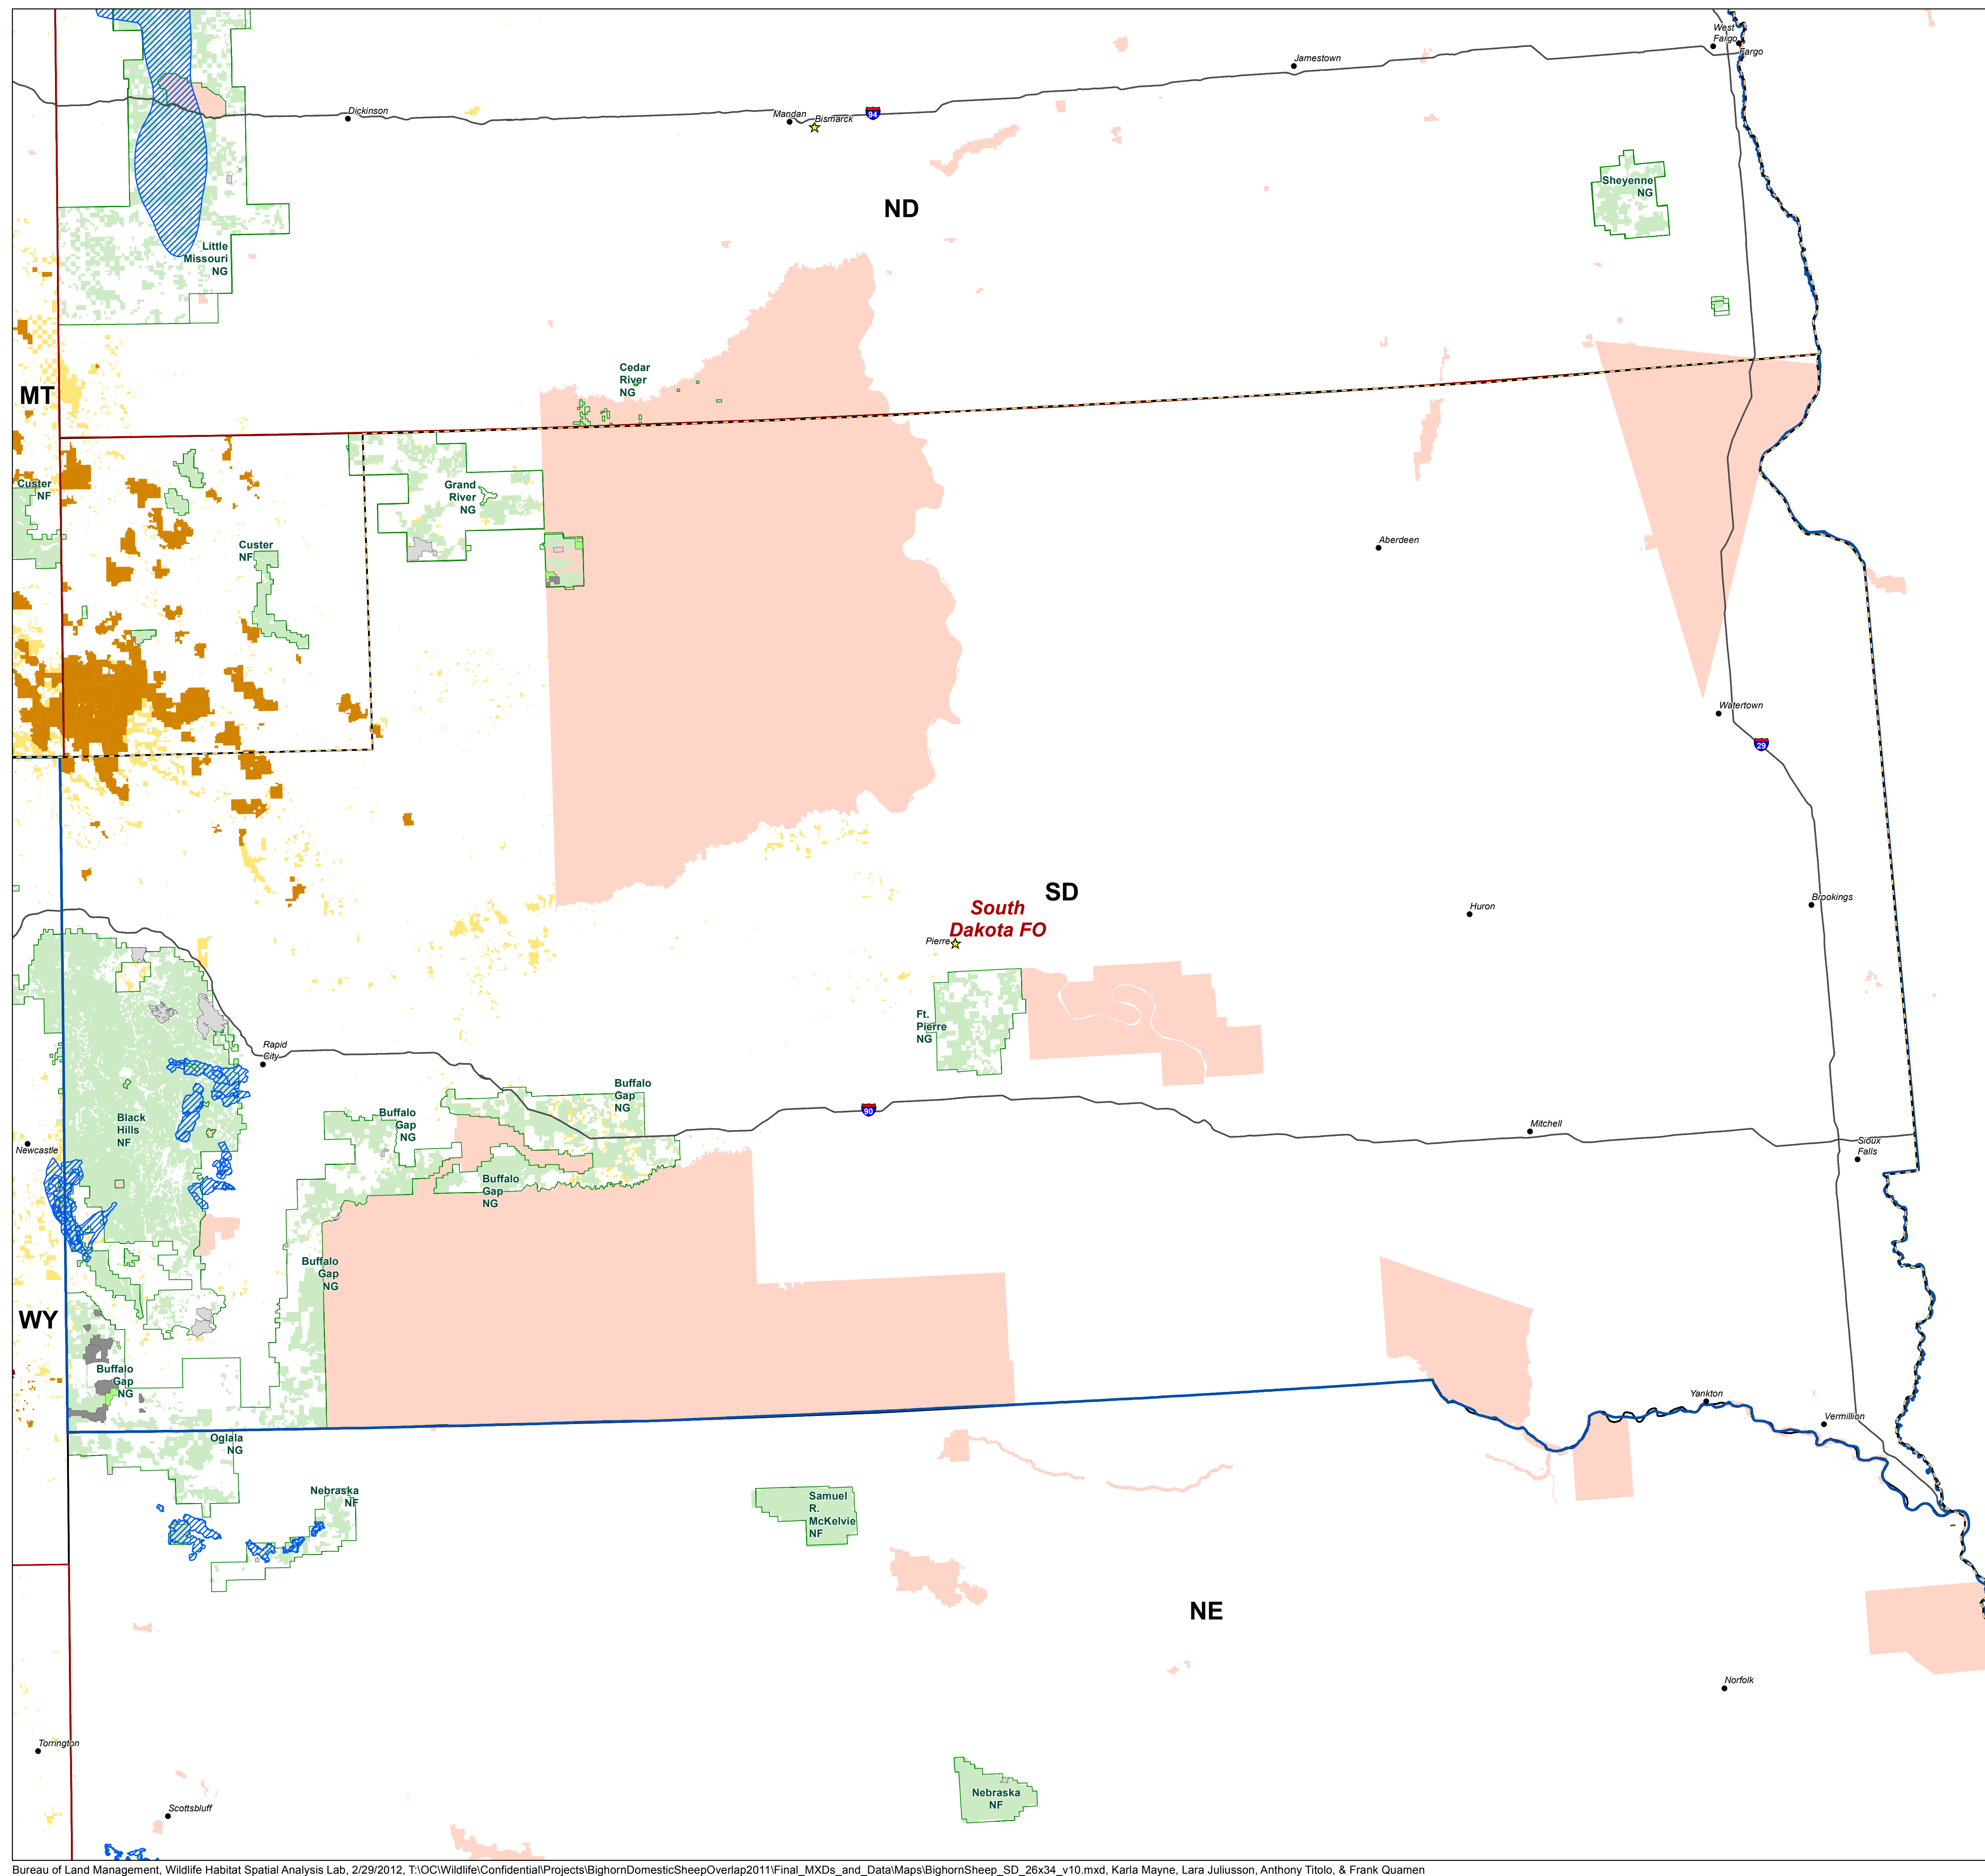 West
Fargo
Fargo
Jamestown
Dickinson
Mandan
Bismarck
94
Sheyenne
NG
ND
Little
Missouri
NG
Cedar
River
NG
MT
Custer
NF
Grand
River
NG
Custer
NF
Aberdeen
Watertown
29
SD
South
Dakota FO
Pierre
Huron
Brookings
Ft.
Pierre
NG
Rapid
City
Black
Hills
NF
Newcastle
Buffalo
Gap
NG
Buffalo
Gap
NG
90
Buffalo
Gap
NG
Mitchell
Sioux
Falls
Buffalo
Gap
NG
WY
Buffalo
Gap
NG
Yankton
Vermillion
Oglala
NG
Nebraska
NF
Samuel
R.
McKelvie
NF
NE
Norfolk
Torrington
Scottsbluff
Nebraska
NF
Bureau of Land Management, Wildlife Habitat Spatial Analysis Lab, 2/29/2012, T:\OC\Wildlife\Confidential\Projects\BighornDomesticSheepOverlap2011\Final_MXDs_and_Data\Maps\BighornSheep_SD_26x34_v10.mxd, Karla Mayne, Lara Juliusson, Anthony Titolo, & Frank Quamen